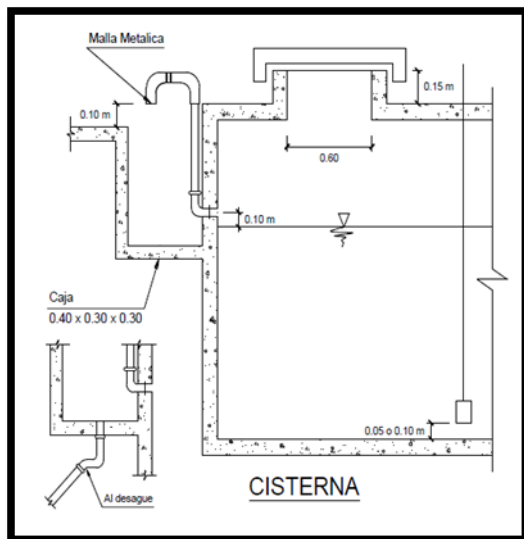 Malla Metalica
0.10 m
0.15 m
0.60
0.10 m
Caja
0.40 x 0.30 x 0.30
0.05 o 0.10 m
Al desague
CISTERNA